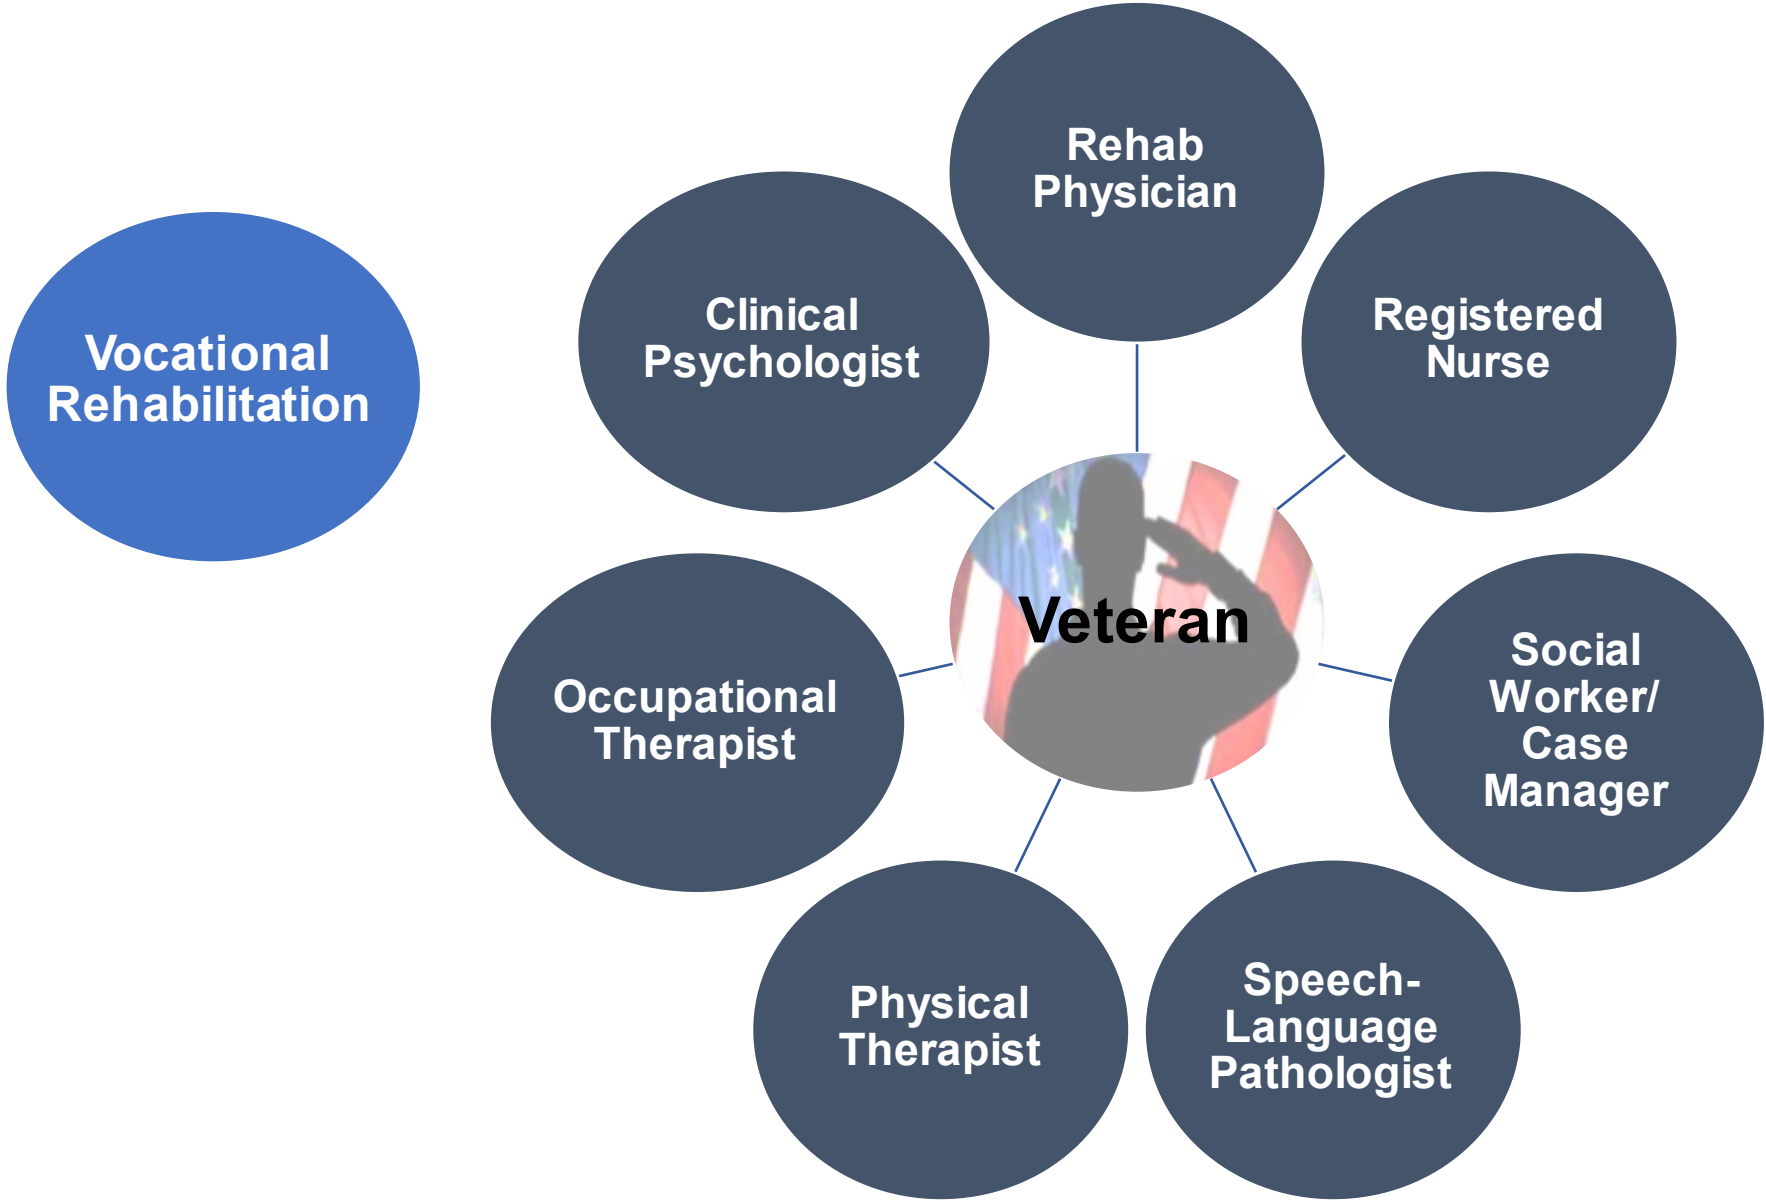 Rehab
Physician
Clinical
Psychologist
Registered
Nurse
Vocational
Rehabilitation
Veteran
Occupational
Therapist
Social
Worker/
Case
Manager
Physical
Therapist
Speech-
Language
Pathologist